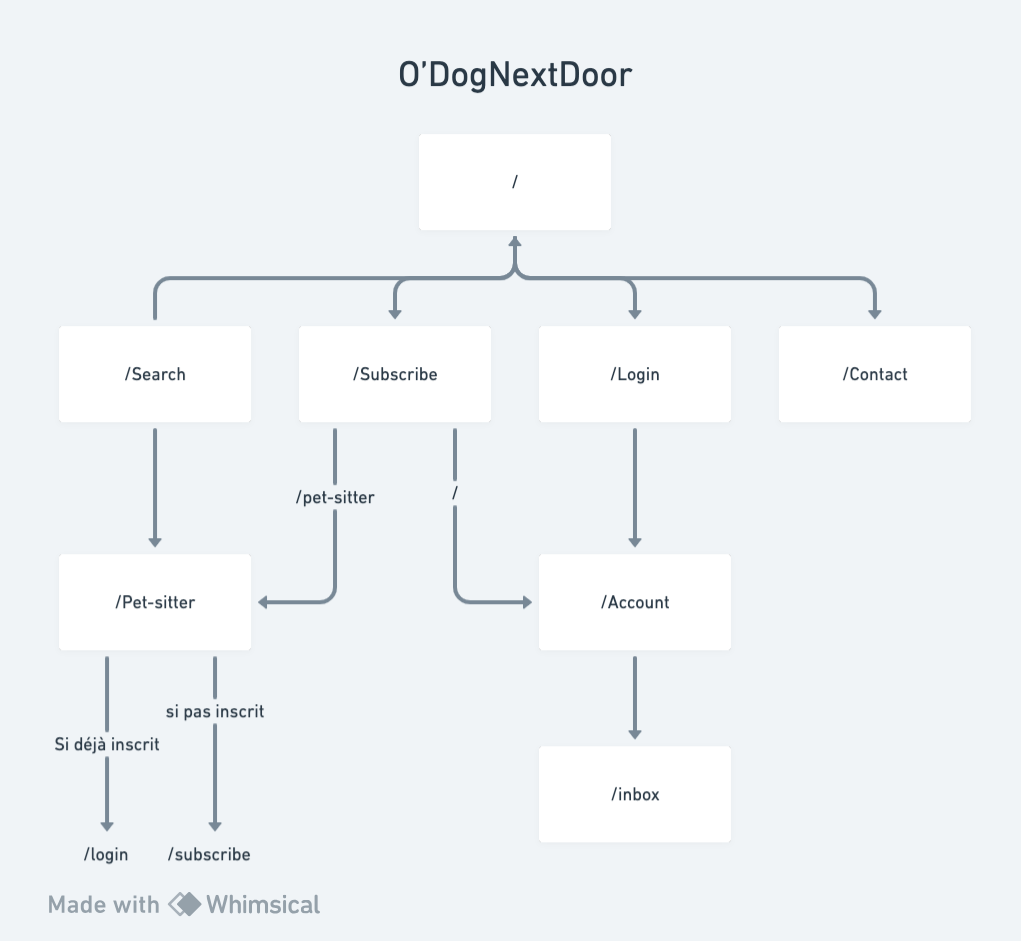 O’DogNextDoor
/
/Search
/Subscribe
/Login
/Contact
/pet-sitter
/
/Pet-sitter
/Account
si pas inscrit
Si déjà inscrit
/inbox
/login
/subscribe
Made with Whimsical